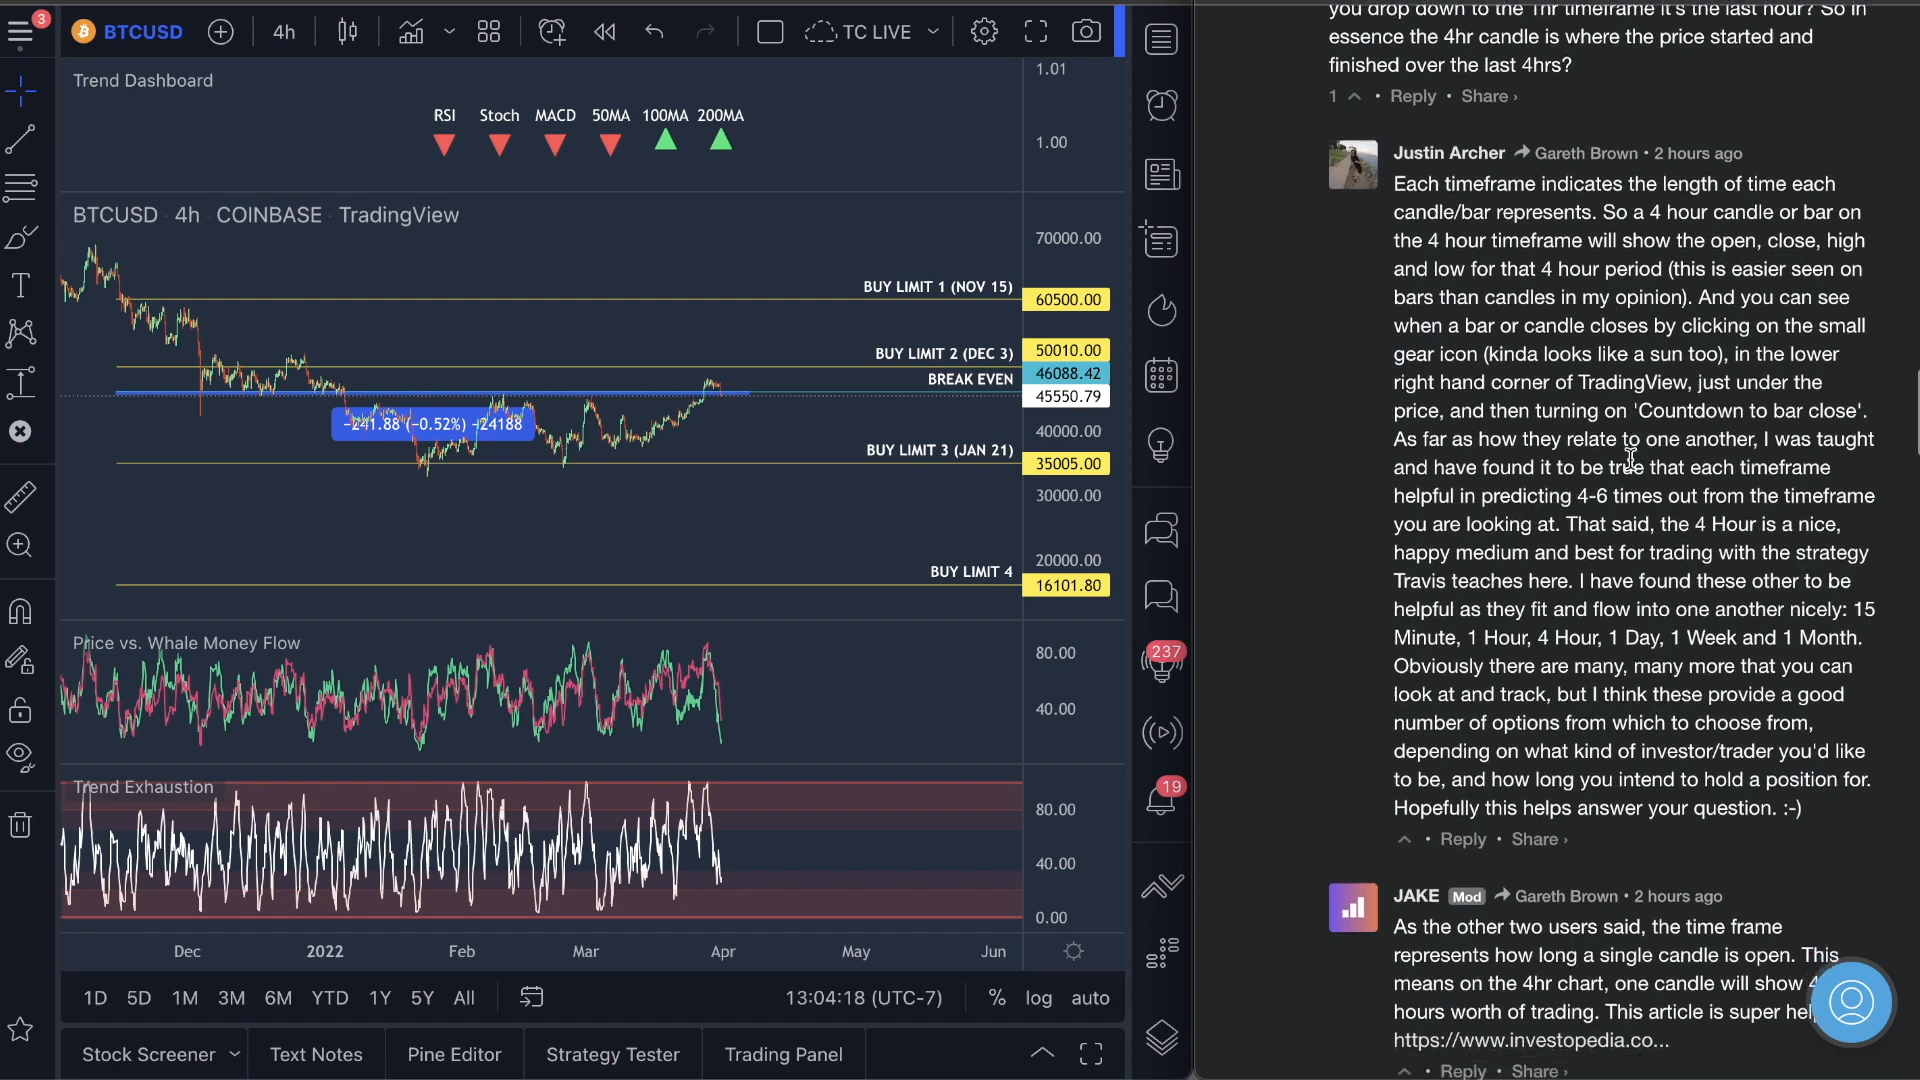 3
BTCUSD
4h
TC LIVE
Trend Dashboard
1.01
RSI Stoch MACD 50MA 100MA 200MA
1.00
BTCUSD · 4h · COINBASE · TradingView
70000.00
BUY LIMIT 1 (NOV 15)
60500.00
BUY LIMIT 2 (DEC 3)
50010.00
46088.42
BREAK EVEN
45550.79
−241.88 (−0.52%) −24188
40000.00
BUY LIMIT 3 (JAN 21)
35005.00
30000.00
20000.00
BUY LIMIT 4
16101.80
Price vs. Whale Money Flow
80.00
40.00
Trend Exhaustion
80.00
40.00
0.00
Dec 2022 Feb Mar Apr May Jun
1D 5D 1M 3M 6M YTD 1Y 5Y All
13:04:18 (UTC-7)
% log auto
Stock Screener
Text Notes
Pine Editor
Strategy Tester
Trading Panel
237
19
you drop down to the 1hr timeframe it's the last hour? So in
essence the 4hr candle is where the price started and
finished over the last 4hrs?
1 • Reply • Share ›
Justin Archer Gareth Brown • 2 hours ago
Each timeframe indicates the length of time each
candle/bar represents. So a 4 hour candle or bar on
the 4 hour timeframe will show the open, close, high
and low for that 4 hour period (this is easier seen on
bars than candles in my opinion). And you can see
when a bar or candle closes by clicking on the small
gear icon (kinda looks like a sun too), in the lower
right hand corner of TradingView, just under the
price, and then turning on 'Countdown to bar close'.
As far as how they relate to one another, I was taught
and have found it to be true that each timeframe
helpful in predicting 4-6 times out from the timeframe
you are looking at. That said, the 4 Hour is a nice,
happy medium and best for trading with the strategy
Travis teaches here. I have found these other to be
helpful as they fit and flow into one another nicely: 15
Minute, 1 Hour, 4 Hour, 1 Day, 1 Week and 1 Month.
Obviously there are many, many more that you can
look at and track, but I think these provide a good
number of options from which to choose from,
depending on what kind of investor/trader you'd like
to be, and how long you intend to hold a position for.
Hopefully this helps answer your question. :-)
• Reply • Share ›
JAKE Mod Gareth Brown • 2 hours ago
As the other two users said, the time frame
represents how long a single candle is open. This
means on the 4hr chart, one candle will show 4
hours worth of trading. This article is super
https://www.investopedia.co...
• Reply • Share ›